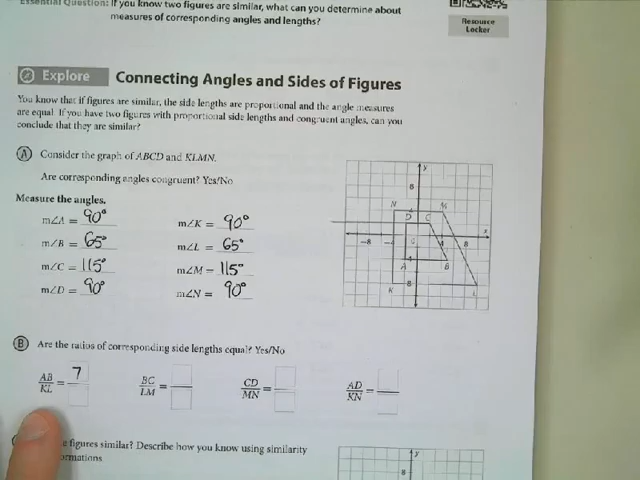 Essential Question: If you know two figures are similar, what can you determine about
measures of corresponding angles and lengths?
Resource
Locker
Explore Connecting Angles and Sides of Figures
You know that if figures are similar, the side lengths are proportional and the angle measures
are equal. If you have two figures with proportional side lengths and congruent angles, can you
conclude that they are similar?
A Consider the graph of ABCD and KLMN.
Are corresponding angles congruent? Yes/No
Measure the angles.
m∠A = 90°
m∠K = 90°
m∠B = 65°
m∠L = 65°
m∠C = 115°
m∠M = 115°
m∠D = 90°
m∠N = 90°
y
8
N
M
D
C
x
-8
-4
4
8
A
B
K
L
B Are the ratios of corresponding side lengths equal? Yes/No
AB/KL = 7
BC/LM =
CD/MN =
AD/KN =
figures similar? Describe how you know using similarity
y
8